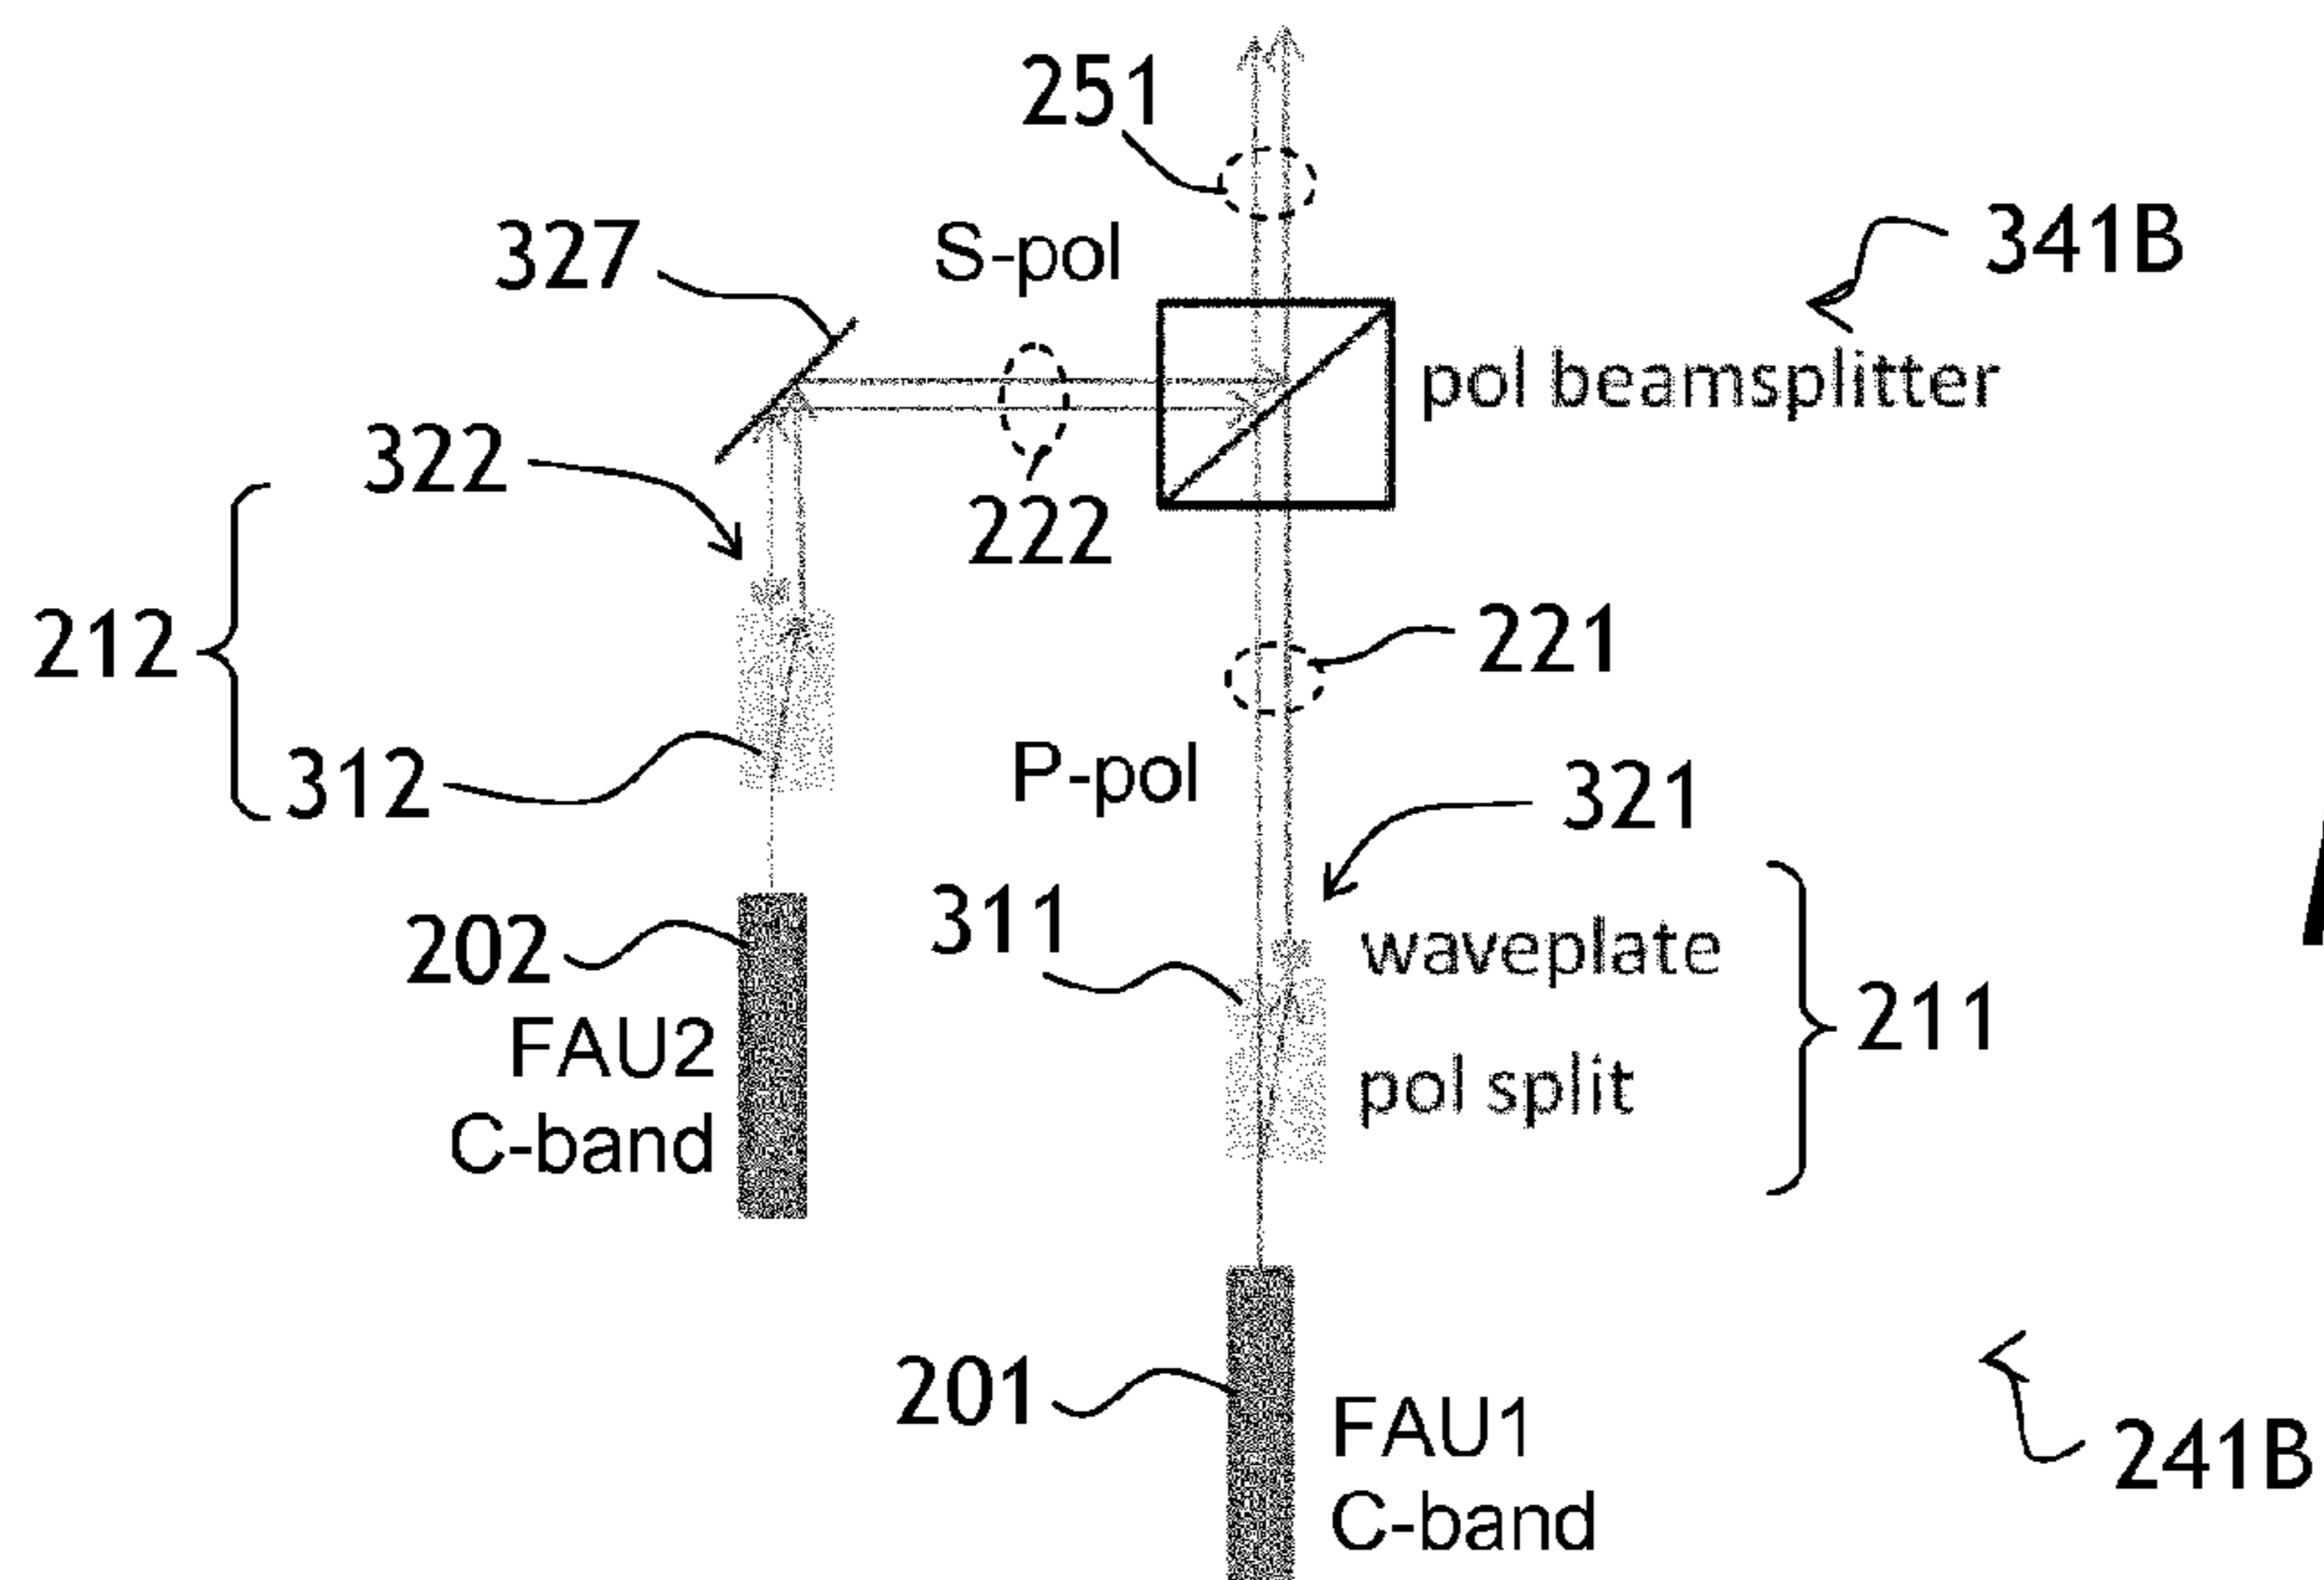 251
327
S-pol
341B
pol beamsplitter
322
222
212
221
312
P-pol
321
311
waveplate
202
211
FAU2
pol split
C-band
201
FAU1
241B
C-band